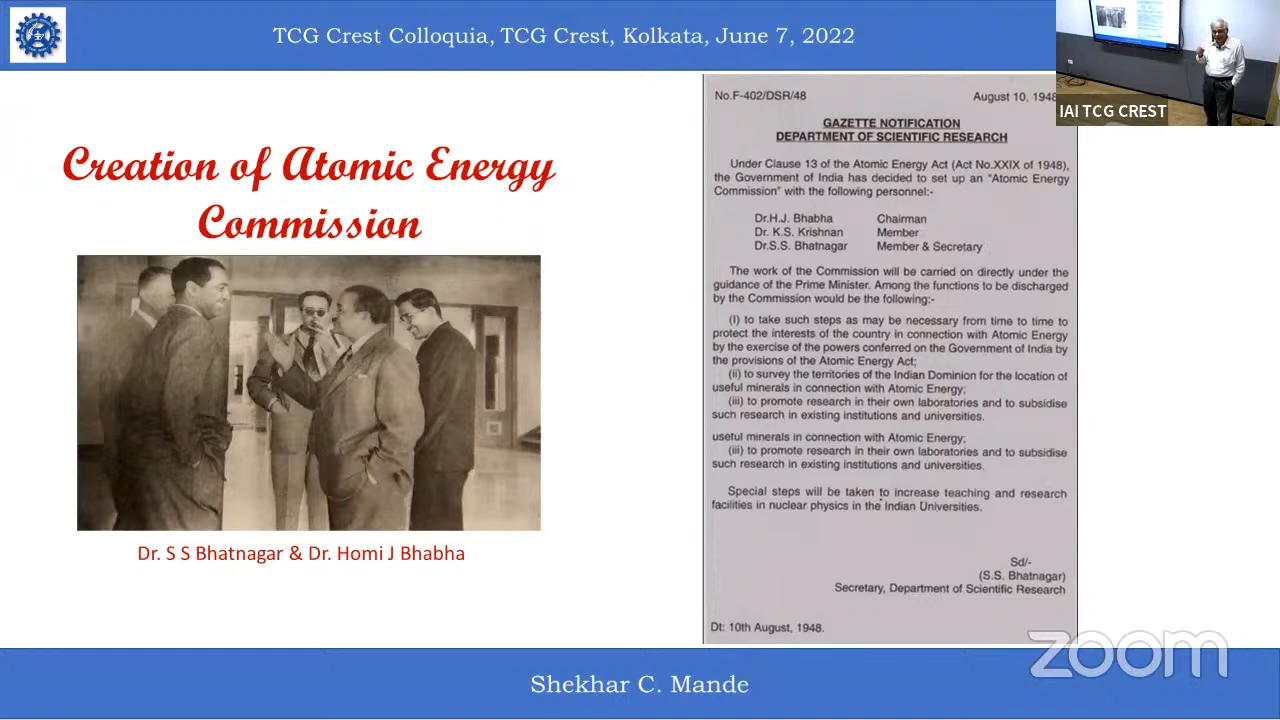 TCG Crest Colloquia, TCG Crest, Kolkata, June 7, 2022
IAI TCG CREST
Creation of Atomic Energy
Commission
Dr. S S Bhatnagar & Dr. Homi J Bhabha
No.F-402/DSR/48 August 10, 1948
GAZETTE NOTIFICATION
DEPARTMENT OF SCIENTIFIC RESEARCH
Under Clause 13 of the Atomic Energy Act (Act No.XXIX of 1948),
the Government of India has decided to set up an "Atomic Energy
Commission" with the following personnel:-
Dr.H.J. Bhabha Chairman
Dr. K.S. Krishnan Member
Dr.S.S. Bhatnagar Member & Secretary
The work of the Commission will be carried on directly under the
guidance of the Prime Minister. Among the functions to be discharged
by the Commission would be the following:-
(I) to take such steps as may be necessary from time to time to
protect the interests of the country in connection with Atomic Energy
by the exercise of the powers conferred on the Government of India by
the provisions of the Atomic Energy Act;
(ii) to survey the territories of the Indian Dominion for the location of
useful minerals in connection with Atomic Energy;
(iii) to promote research in their own laboratories and to subsidise
such research in existing institutions and universities.
useful minerals in connection with Atomic Energy;
(iii) to promote research in their own laboratories and to subsidise
such research in existing institutions and universities.
Special steps will be taken to increase teaching and research
facilities in nuclear physics in the Indian Universities.
Sd/-
(S.S. Bhatnagar)
Secretary, Department of Scientific Research
Dt: 10th August, 1948.
zoom
Shekhar C. Mande